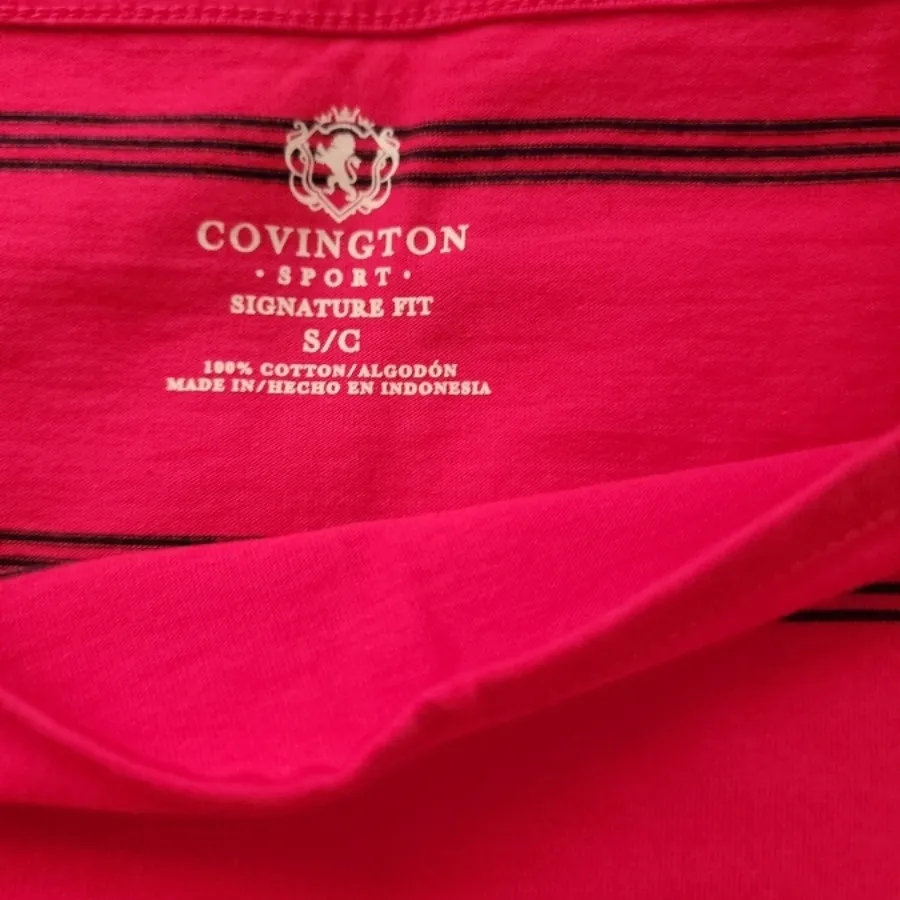 COVINGTON
· SPORT ·
SIGNATURE FIT
S/C
100% COTTON/ALGODÓN
MADE IN/HECHO EN INDONESIA